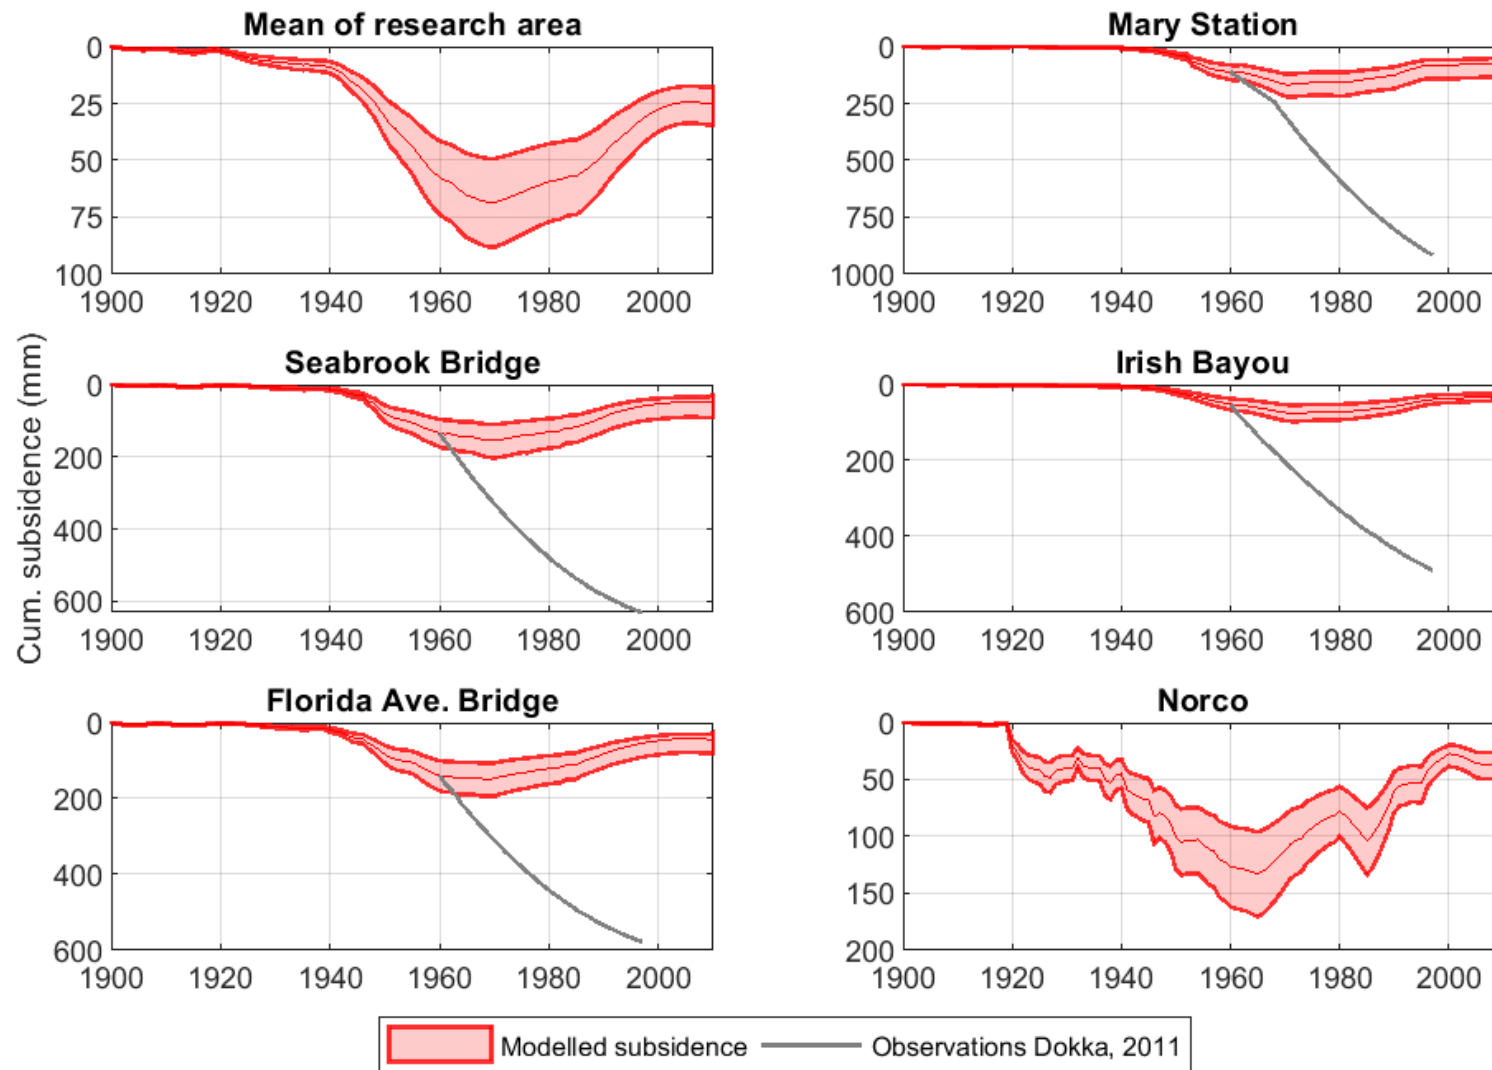 Mean of research area
0
25
50
75
100
1900 1920 1940 1960 1980 2000
Mary Station
0
250
500
750
1000
1900 1920 1940 1960 1980 2000
Cum. subsidence (mm)
Seabrook Bridge
0
200
400
600
1900 1920 1940 1960 1980 2000
Irish Bayou
0
200
400
600
1900 1920 1940 1960 1980 2000
Florida Ave. Bridge
0
200
400
600
1900 1920 1940 1960 1980 2000
Norco
0
50
100
150
200
1900 1920 1940 1960 1980 2000
Modelled subsidence
Observations Dokka, 2011